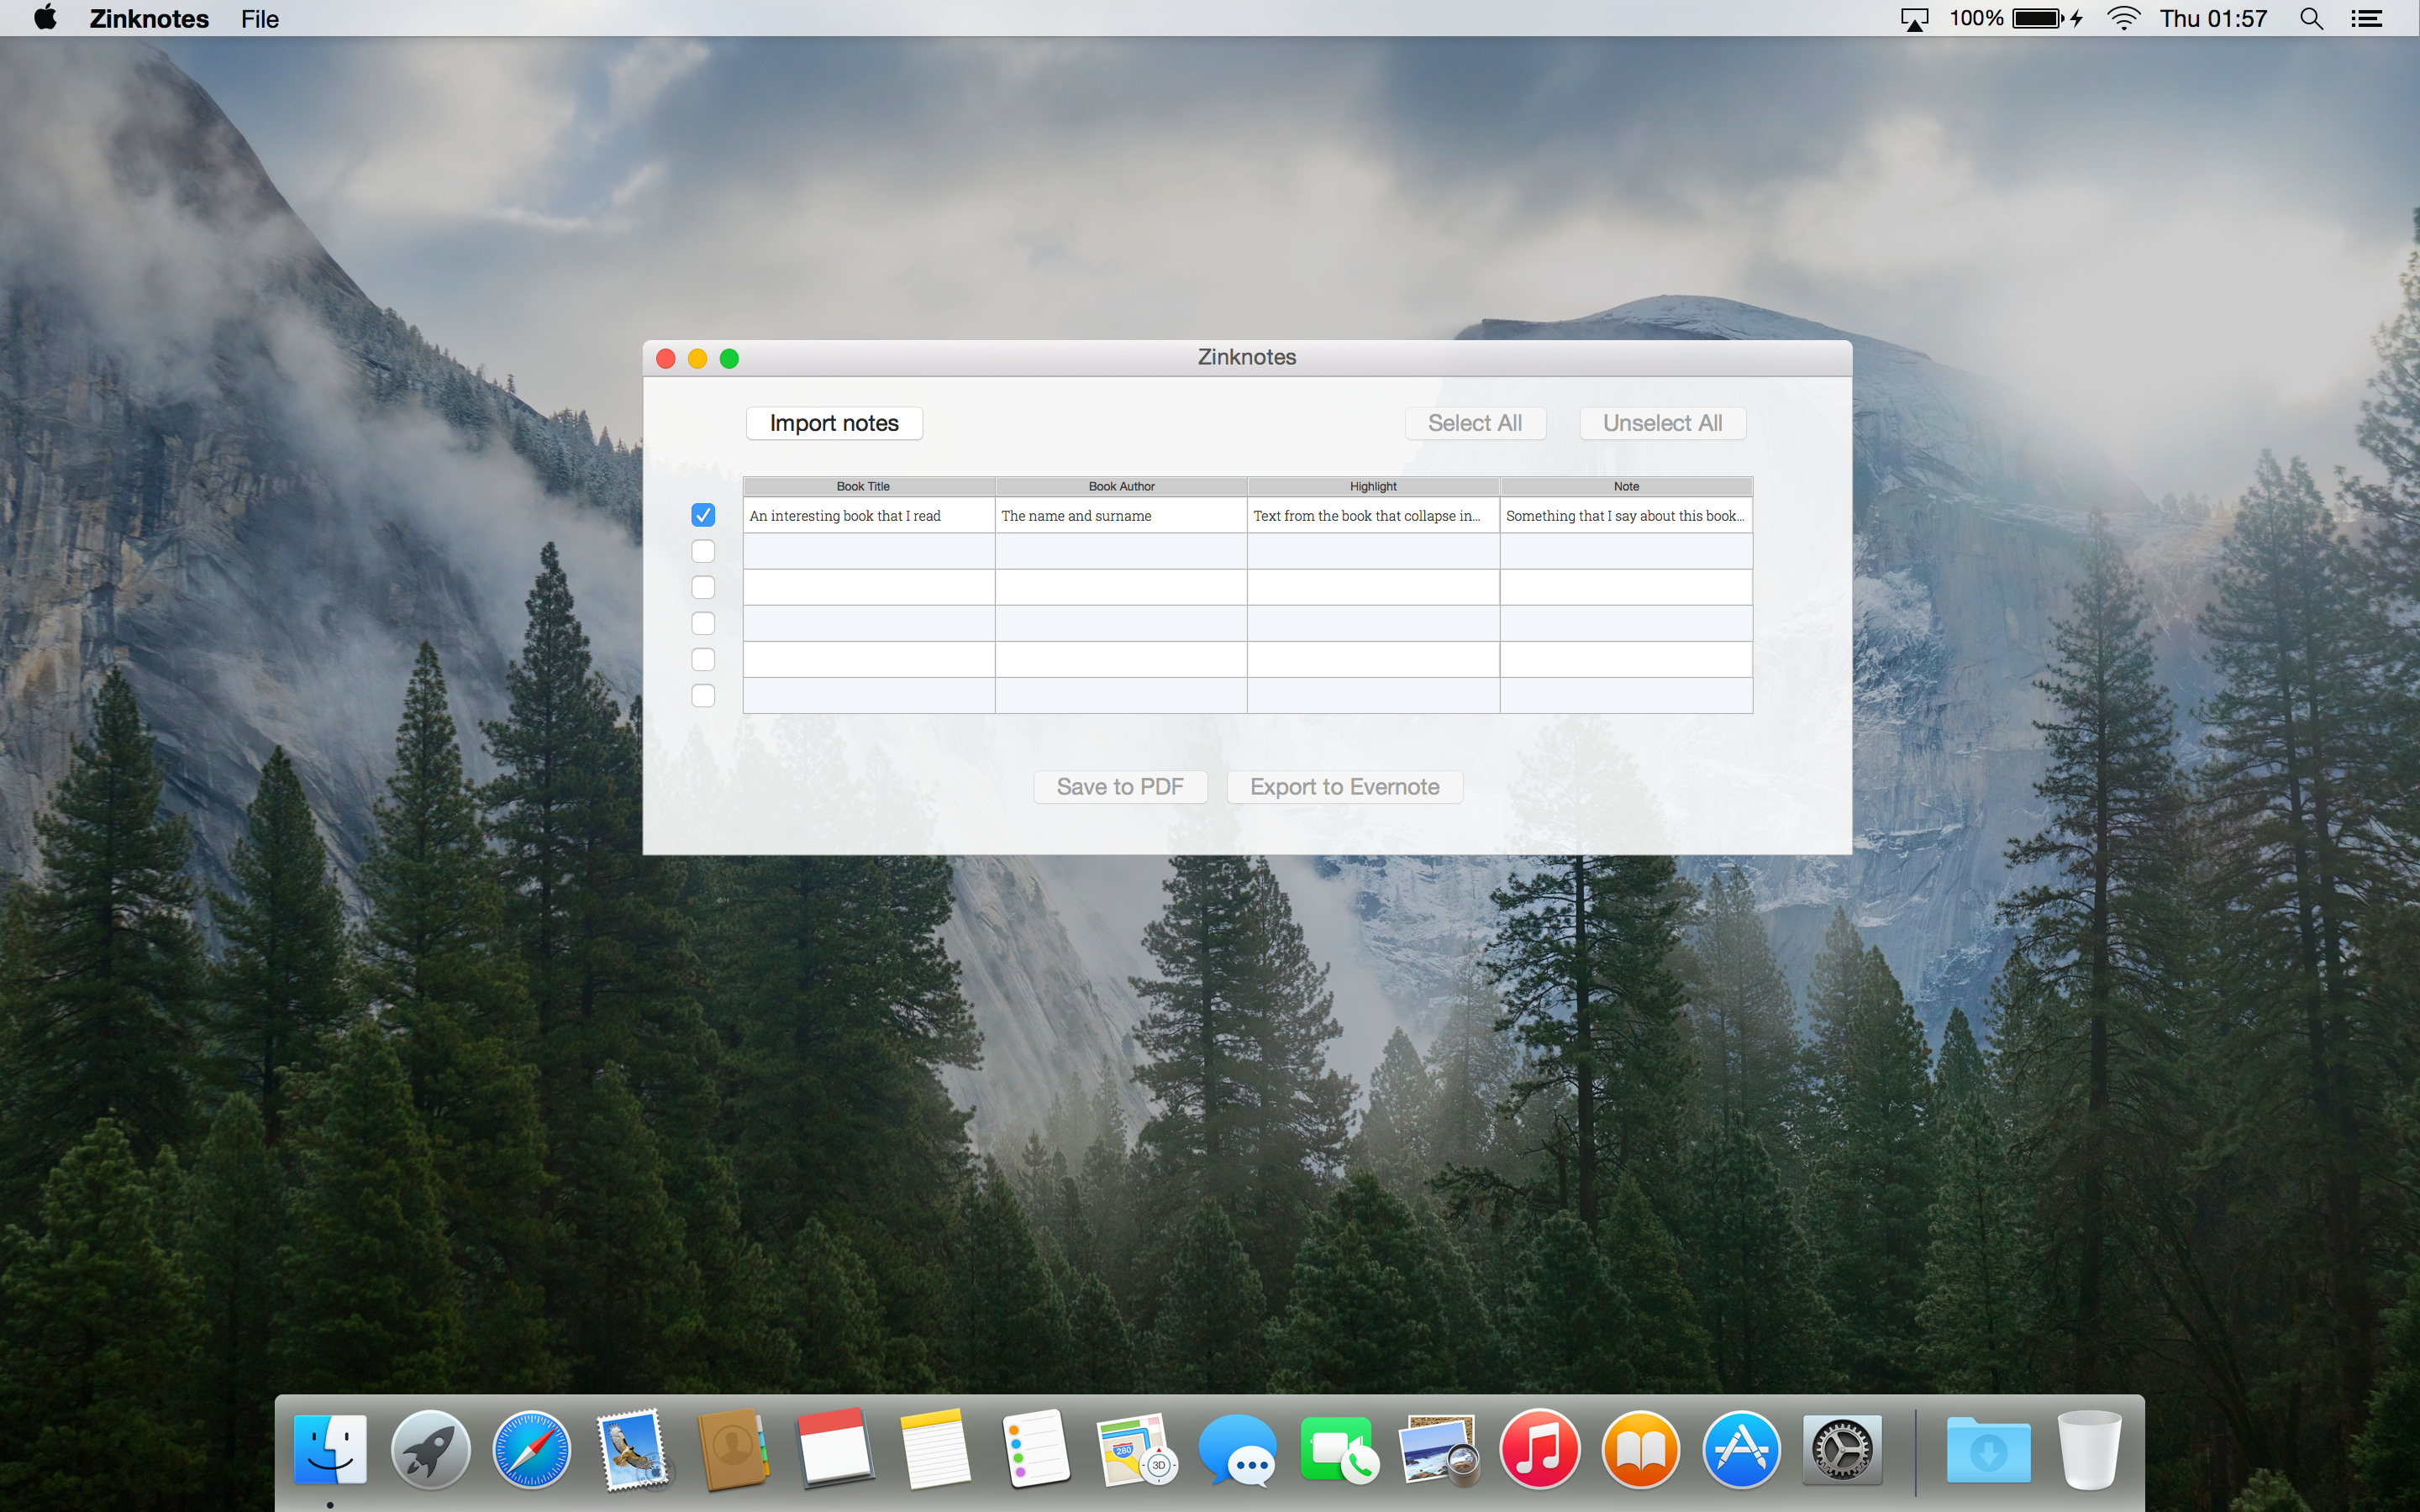 Zinknotes File 100% Thu 01:57
Zinknotes
Import notes Select All Unselect All
Book Title Book Author Highlight Note
An interesting book that I read The name and surname Text from the book that collapse in... Something that I say about this book...
Save to PDF Export to Evernote
280
3D